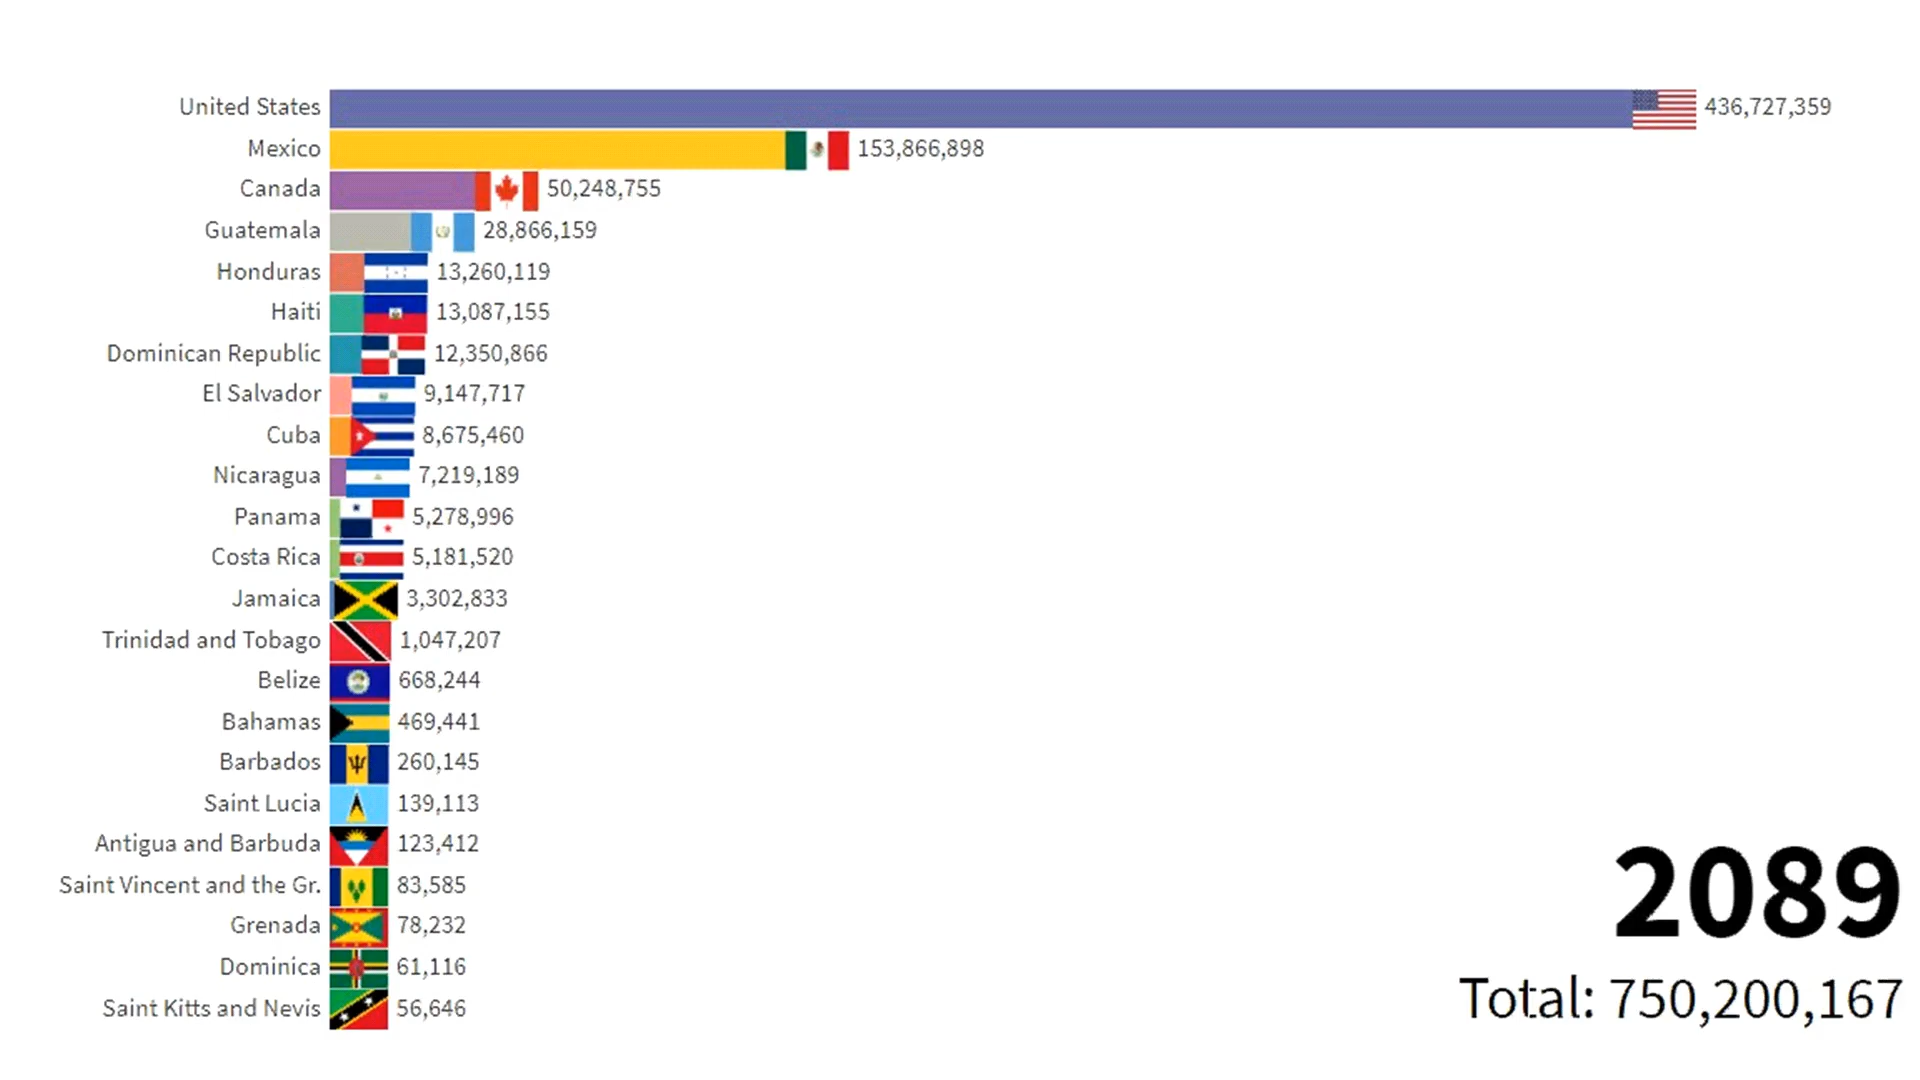 United States 436,727,359
Mexico 153,866,898
Canada 50,248,755
Guatemala 28,866,159
Honduras 13,260,119
Haiti 13,087,155
Dominican Republic 12,350,866
El Salvador 9,147,717
Cuba 8,675,460
Nicaragua 7,219,189
Panama 5,278,996
Costa Rica 5,181,520
Jamaica 3,302,833
Trinidad and Tobago 1,047,207
Belize 668,244
Bahamas 469,441
Barbados 260,145
Saint Lucia 139,113
Antigua and Barbuda 123,412
Saint Vincent and the Gr. 83,585
Grenada 78,232
Dominica 61,116
Saint Kitts and Nevis 56,646
2089
Total: 750,200,167